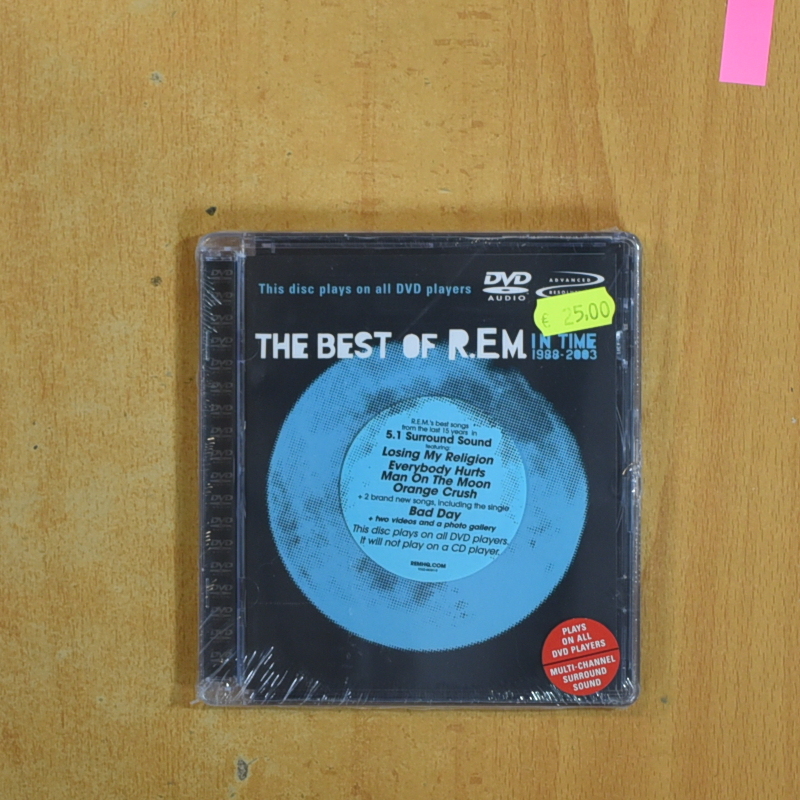 This disc plays on all DVD players
DVD
AUDIO
ADVANCED
€ 25,00
THE BEST OF R.E.M.
IN TIME
1988-2003
R.E.M.'s best songs
from the last 15 years in
5.1 Surround Sound
featuring
Losing My Religion
Everybody Hurts
Man On The Moon
Orange Crush
+ 2 brand new songs, including the single
Bad Day
+ two videos and a photo gallery
This disc plays on all DVD players.
It will not play on a CD player.
REMHQ.COM
PLAYS
ON ALL
DVD PLAYERS
MULTI-CHANNEL
SURROUND
SOUND